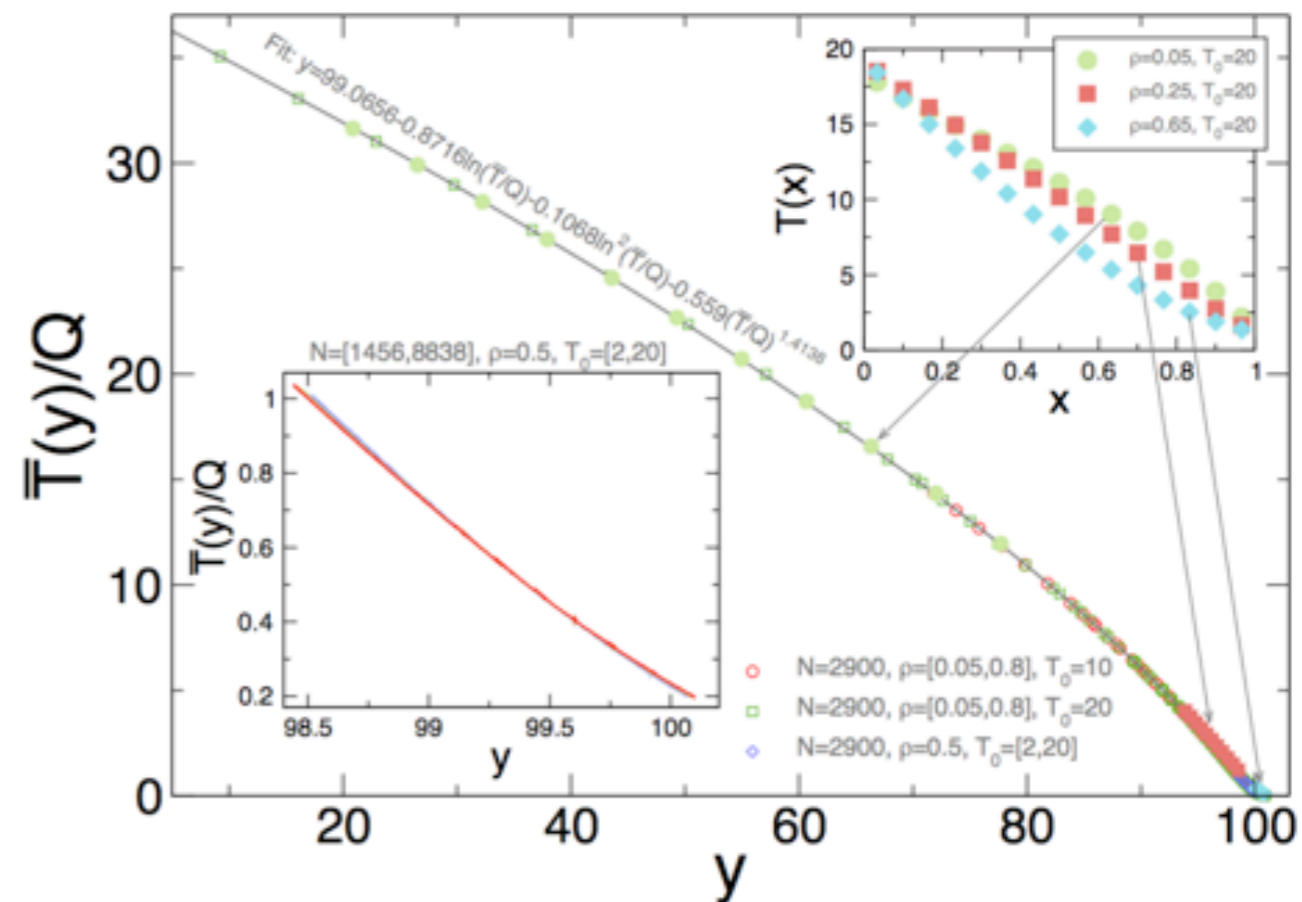 T̿(y)/Q
30
20
10
0
20
40
60
80
100
y
Fit: y=99.0656-0.8716ln(T̿/Q)-0.1068ln²(T̿/Q)-0.559(T̿/Q)^1.4138
N=[1456,8838], ρ=0.5, T₀=[2,20]
T̿(y)/Q
1
0.8
0.6
0.4
0.2
98.5
99
99.5
100
y
T(x)
20
15
10
5
0
0
0.2
0.4
0.6
0.8
1
x
ρ=0.05, T₀=20
ρ=0.25, T₀=20
ρ=0.65, T₀=20
N=2900, ρ=[0.05,0.8], T₀=10
N=2900, ρ=[0.05,0.8], T₀=20
N=2900, ρ=0.5, T₀=[2,20]